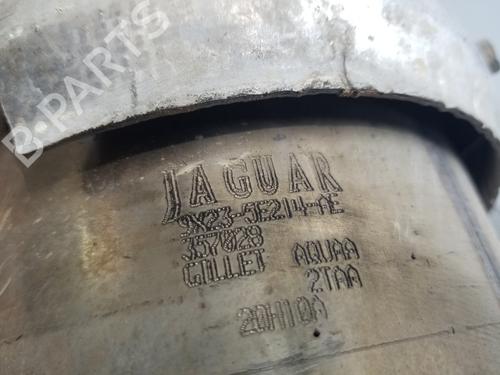 B-PARTS
JAGUAR
9X23-5E214-AE
357028
GILLET AQUAA
2TAA
20H10A